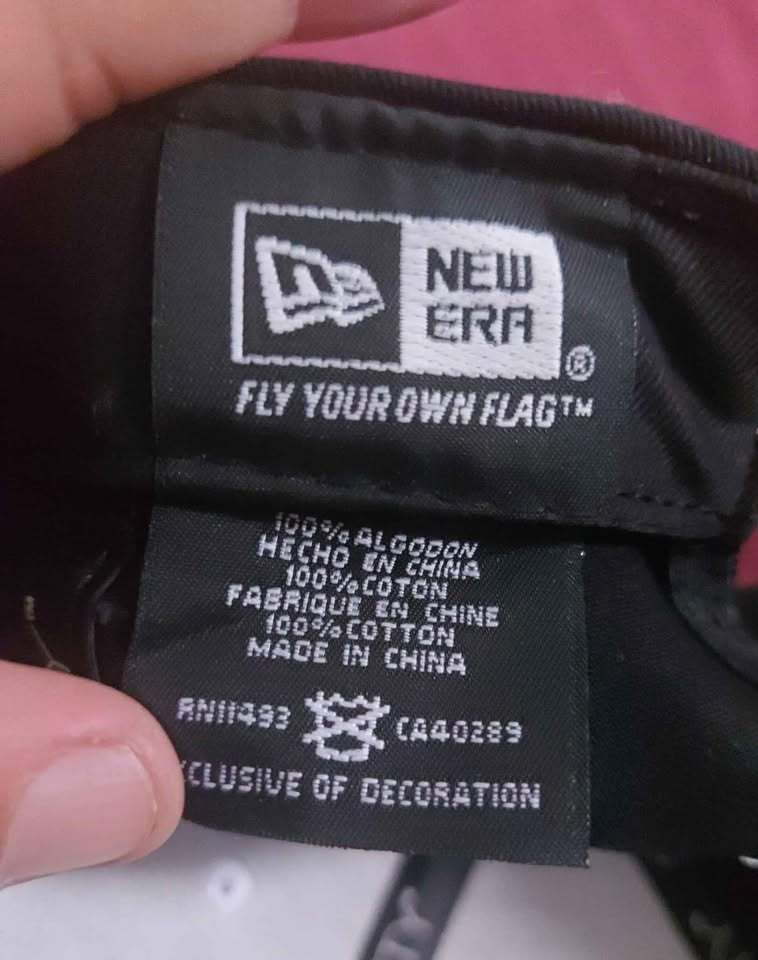 NEW
ERA
®
FLY YOUR OWN FLAG™
100% ALGODON
HECHO EN CHINA
100% COTON
FABRIQUE EN CHINE
100% COTTON
MADE IN CHINA
RN11493 CA40289
CLUSIVE OF DECORATION